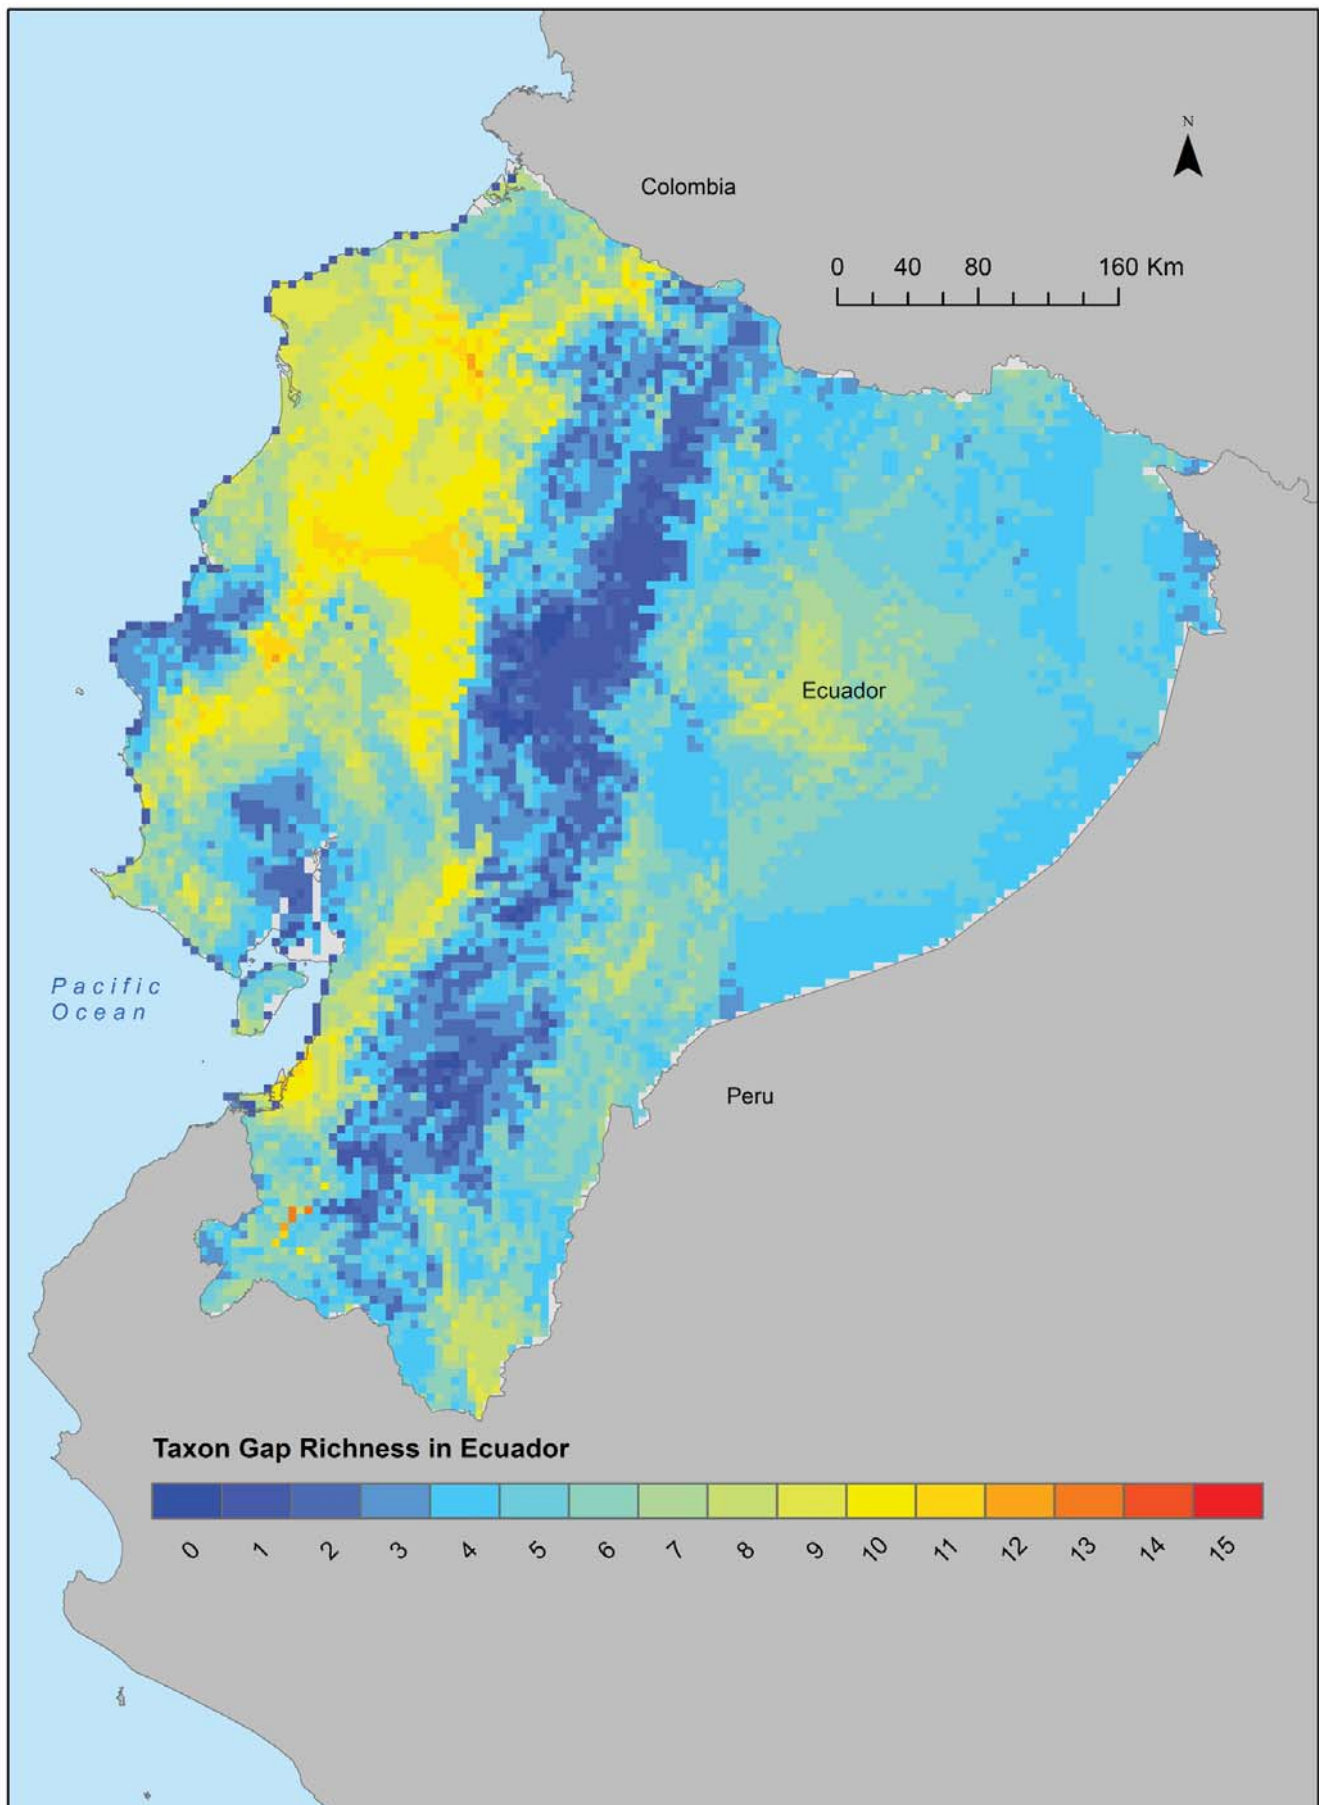 N
Colombia
0 40 80 160 Km
Ecuador
Pacific
Ocean
Peru
Taxon Gap Richness in Ecuador
0 1 2 3 4 5 6 7 8 9 10 11 12 13 14 15